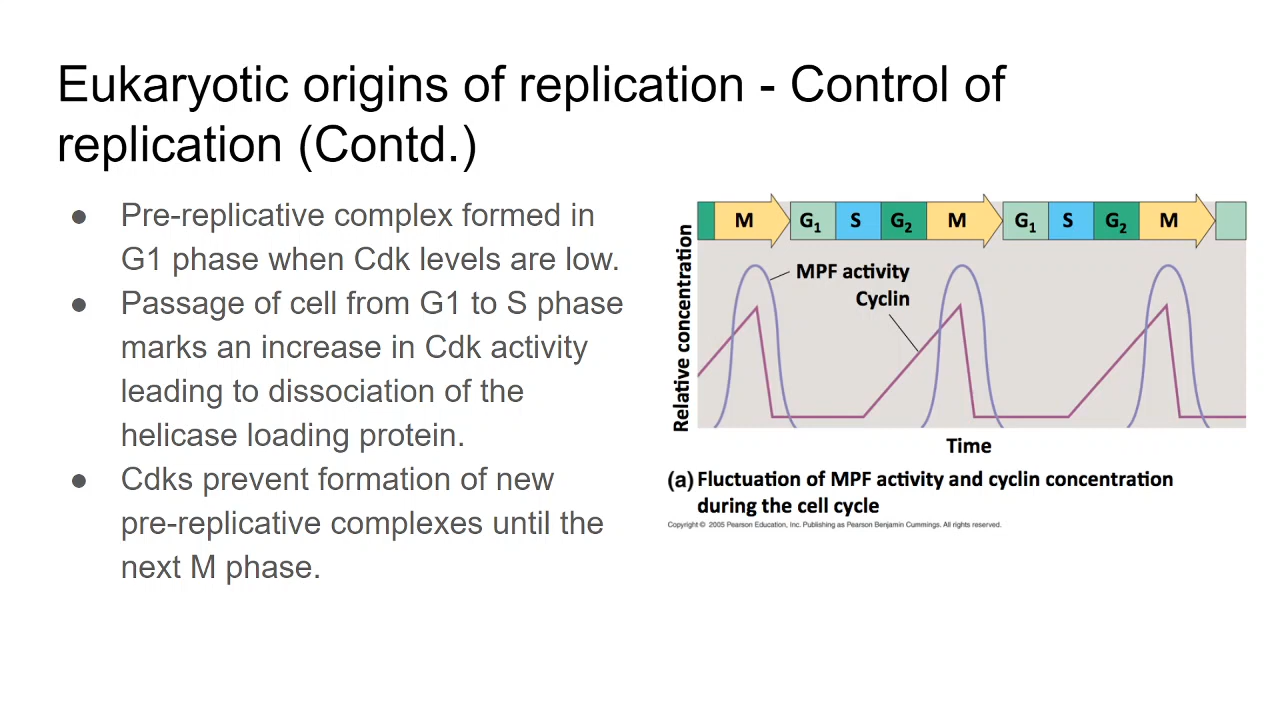 Eukaryotic origins of replication - Control of
replication (Contd.)
● Pre-replicative complex formed in
G1 phase when Cdk levels are low.
● Passage of cell from G1 to S phase
marks an increase in Cdk activity
leading to dissociation of the
helicase loading protein.
● Cdks prevent formation of new
pre-replicative complexes until the
next M phase.
M G₁ S G₂ M G₁ S G₂ M
MPF activity
Cyclin
Relative concentration
Time
(a) Fluctuation of MPF activity and cyclin concentration
during the cell cycle
Copyright © 2005 Pearson Education, Inc. Publishing as Pearson Benjamin Cummings. All rights reserved.